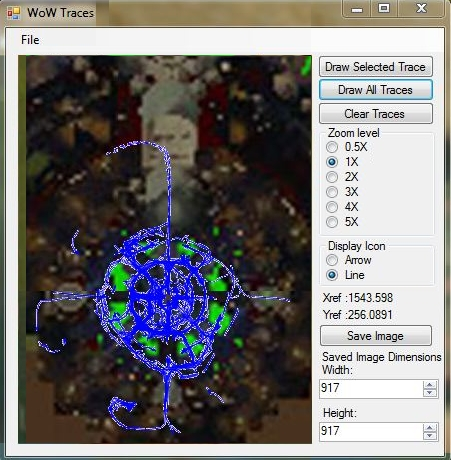 WoW Traces
File
Draw Selected Trace
Draw All Traces
Clear Traces
Zoom level
0.5X
1X
2X
3X
4X
5X
Display Icon
Arrow
Line
Xref :1543.598
Yref :256.0891
Save Image
Saved Image Dimensions
Width:
917
Height:
917